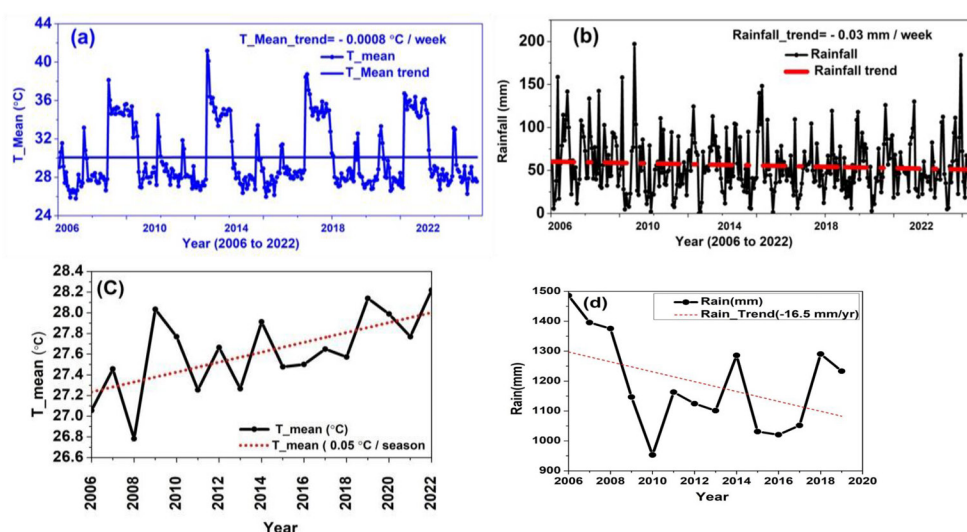 (a)
T_Mean_trend= - 0.0008 °C / week
T_mean
T_Mean trend
44
40
36
32
28
24
T_Mean (°C)
2006
2010
2014
2018
2022
Year (2006 to 2022)
(b)
Rainfall_trend= - 0.03 mm / week
Rainfall
Rainfall trend
200
150
100
50
0
Rainfall (mm)
2006
2010
2014
2018
2022
Year (2006 to 2022)
(C)
28.4
28.2
28.0
27.8
27.6
27.4
27.2
27.0
26.8
26.6
T_mean (°C)
T_mean (°C)
T_mean ( 0.05 °C / season
2006
2008
2010
2012
2014
2016
2018
2020
2022
Year
(d)
Rain(mm)
Rain_Trend(-16.5 mm/yr)
1500
1400
1300
1200
1100
1000
900
Rain(mm)
2006
2008
2010
2012
2014
2016
2018
2019
2020
Year